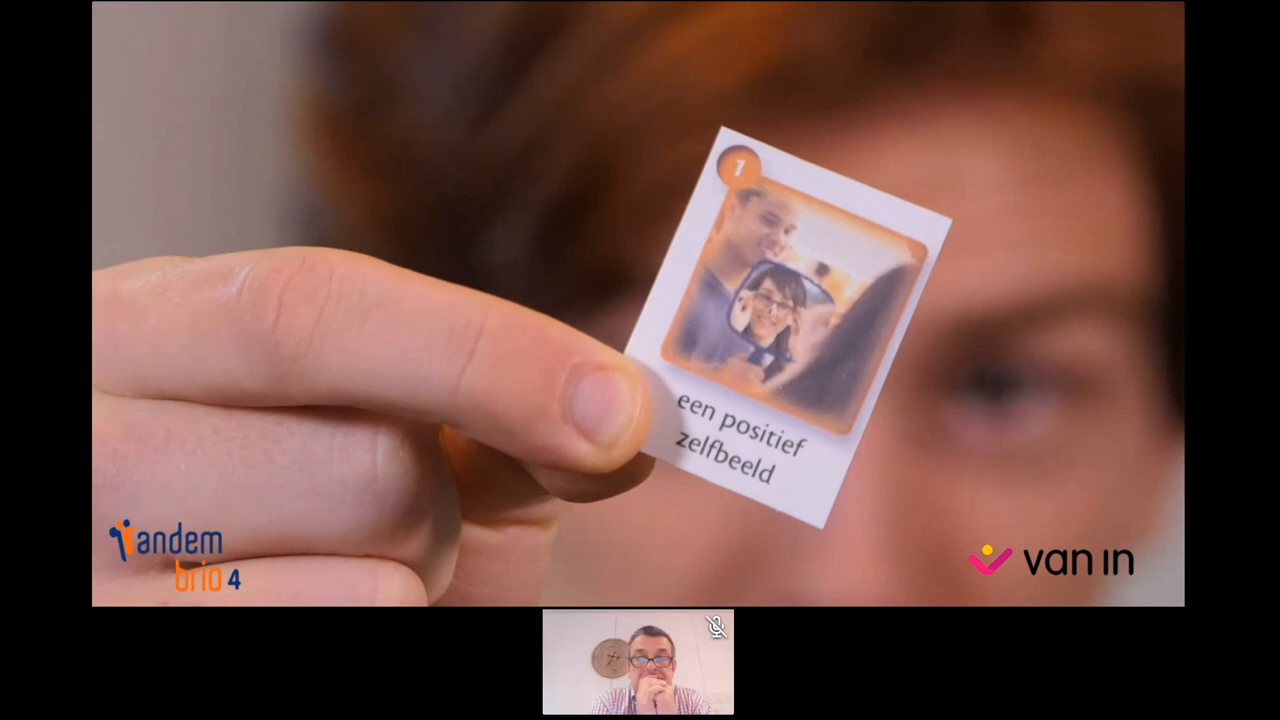 1
een positief
zelfbeeld
tandem
brio 4
van in